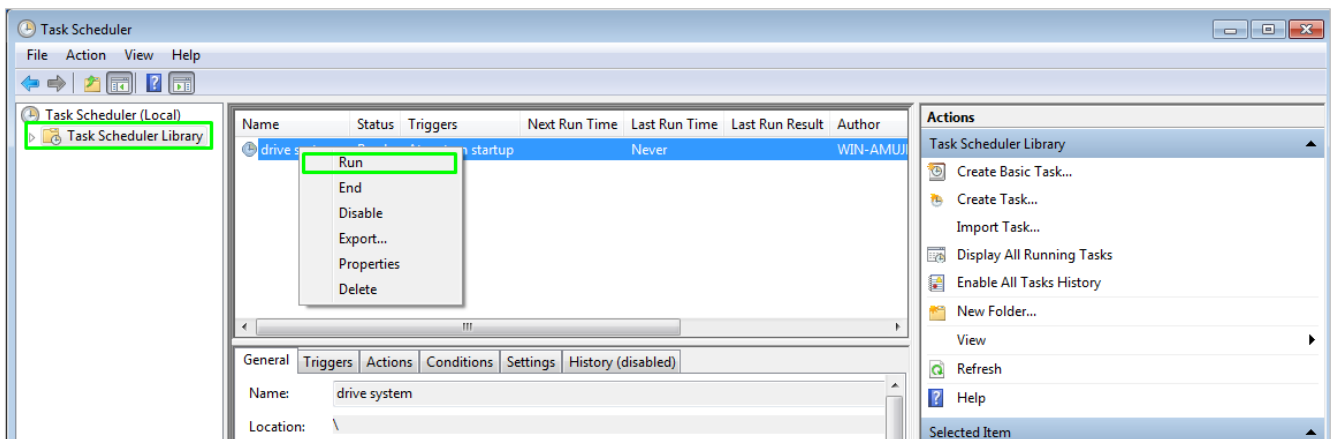 Task Scheduler
File Action View Help
Task Scheduler (Local)
Task Scheduler Library
Name Status Triggers Next Run Time Last Run Time Last Run Result Author
drive startup Never WIN-AMUJ
Run
End
Disable
Export...
Properties
Delete
General Triggers Actions Conditions Settings History (disabled)
Name: drive system
Location: \
Actions
Task Scheduler Library
Create Basic Task...
Create Task...
Import Task...
Display All Running Tasks
Enable All Tasks History
New Folder...
View
Refresh
Help
Selected Item